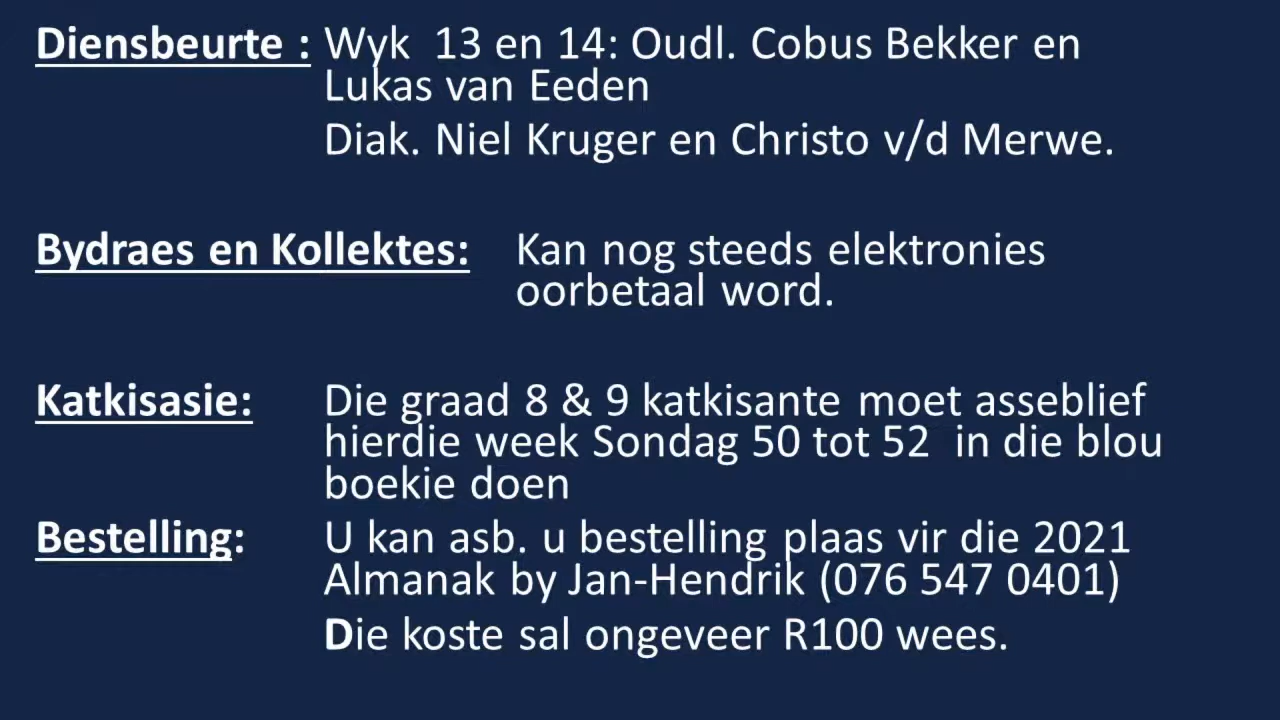 Diensbeurte : Wyk 13 en 14: Oudl. Cobus Bekker en
Lukas van Eeden
Diak. Niel Kruger en Christo v/d Merwe.
Bydraes en Kollektes: Kan nog steeds elektronies
oorbetaal word.
Katkisasie: Die graad 8 & 9 katkisante moet asseblief
hierdie week Sondag 50 tot 52 in die blou
boekie doen
Bestelling: U kan asb. u bestelling plaas vir die 2021
Almanak by Jan-Hendrik (076 547 0401)
Die koste sal ongeveer R100 wees.